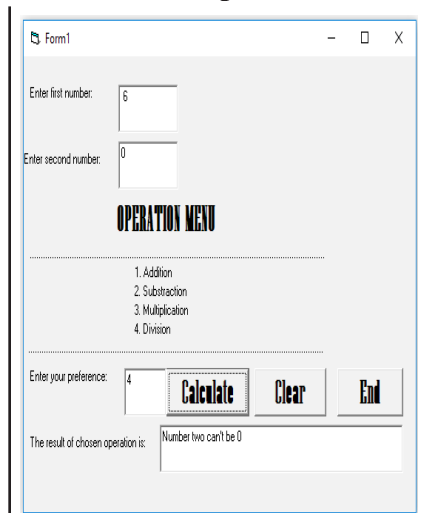 Form1
Enter first number: 6
Enter second number: 0
OPERATION MENU
1. Addition
2. Substraction
3. Multiplication
4. Division
Enter your preference: 4 Calculate Clear End
The result of chosen operation is: Number two can't be 0